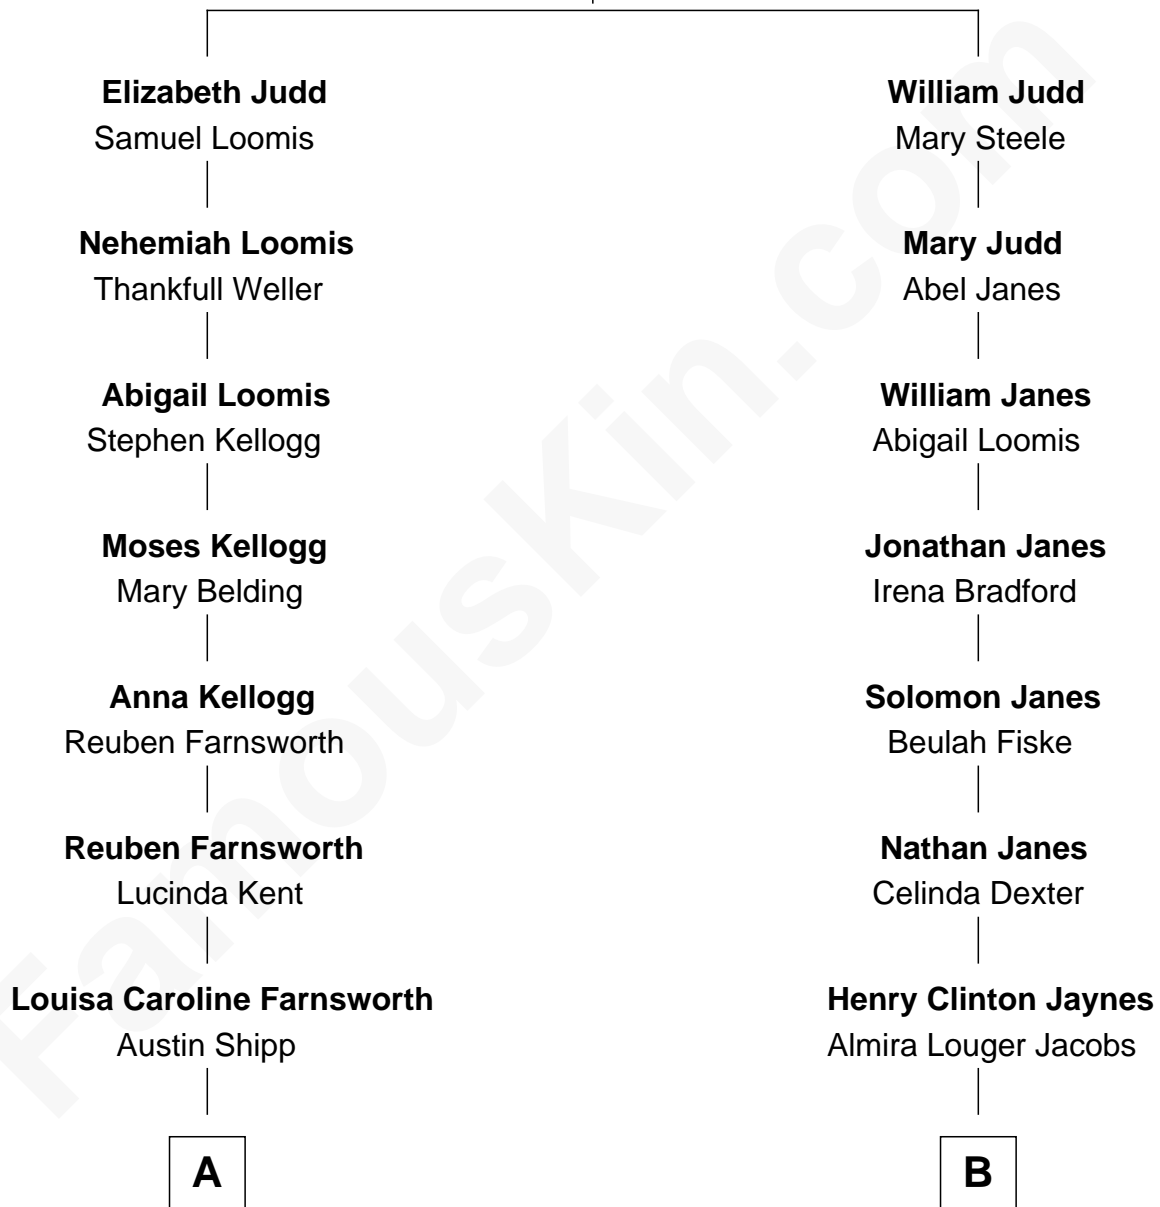 Elizabeth Judd
Samuel Loomis
Nehemiah Loomis
Thankfull Weller
Abigail Loomis
Stephen Kellogg
Moses Kellogg
Mary Belding
Anna Kellogg
Reuben Farnsworth
Reuben Farnsworth
Lucinda Kent
Louisa Caroline Farnsworth
Austin Shipp
A
William Judd
Mary Steele
Mary Judd
Abel Janes
William Janes
Abigail Loomis
Jonathan Janes
Irena Bradford
Solomon Janes
Beulah Fiske
Nathan Janes
Celinda Dexter
Henry Clinton Jaynes
Almira Louger Jacobs
B
FamousKin.com